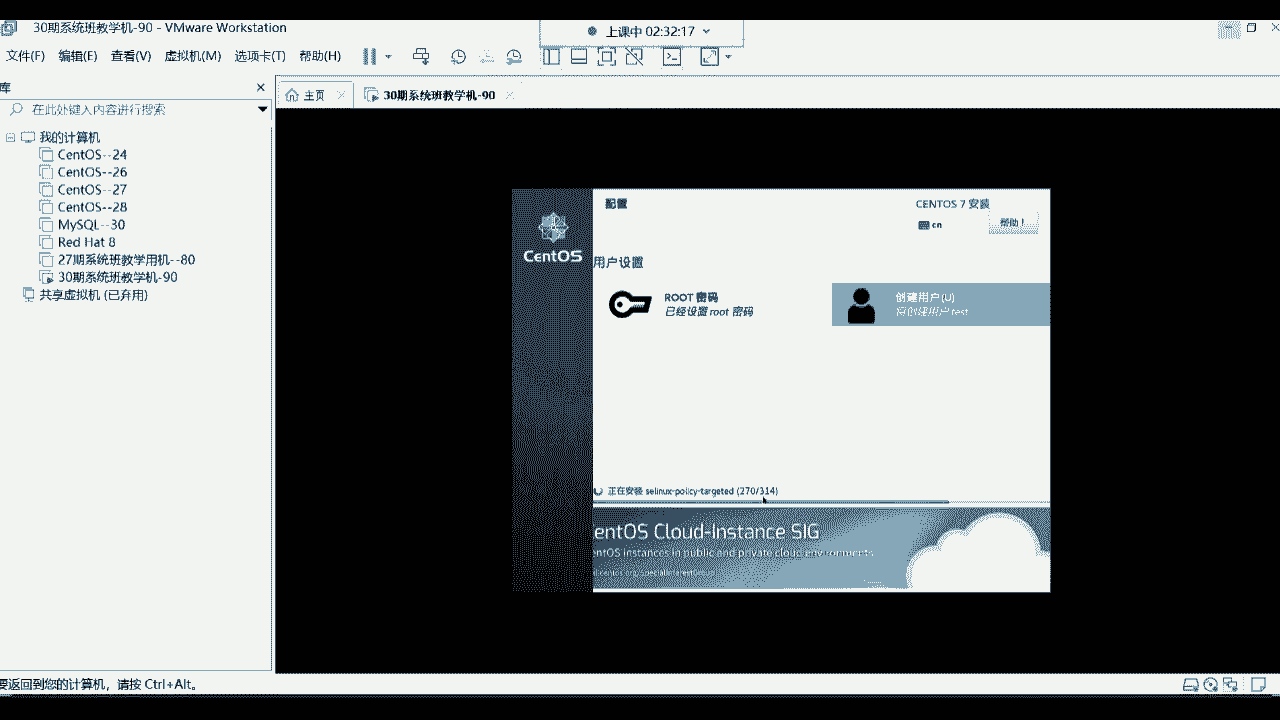 30期系统班教学机-90 - VMware Workstation
上课中 02:32:17
文件(F) 编辑(E) 查看(V) 虚拟机(M) 选项卡(T) 帮助(H)
库
主页
30期系统班教学机-90
在此处键入内容进行搜索
我的计算机
CentOS--24
CentOS--26
CentOS--27
CentOS--28
MySQL--30
Red Hat 8
27期系统班教学用机--80
30期系统班教学机-90
共享虚拟机 (已弃用)
CentOS
配置
CENTOS 7 安装
cn
帮助!
用户设置
ROOT 密码
已经设置 root 密码
创建用户(U)
将创建用户 test
正在安装 selinux-policy-targeted (270/314)
entOS Cloud-Instance SIG
entOS instances in public and private cloud environments
要返回到您的计算机，请按 Ctrl+Alt。